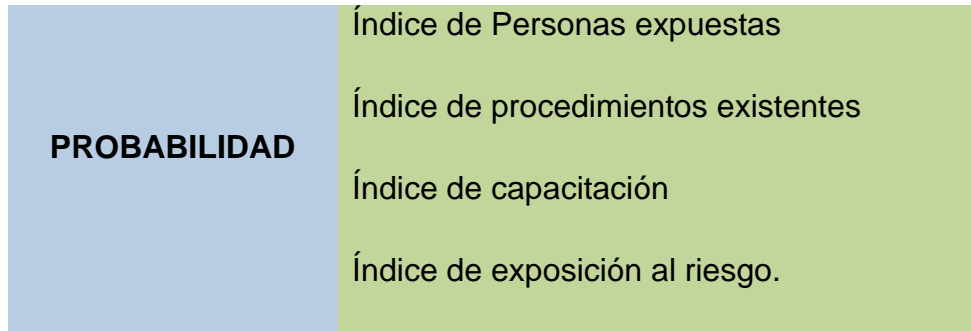 PROBABILIDAD
Índice de Personas expuestas
Índice de procedimientos existentes
Índice de capacitación
Índice de exposición al riesgo.